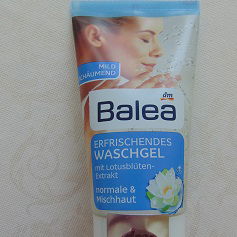 MILD
SCHÄUMEND
dm
Balea
ERFRISCHENDES
WASCHGEL
mit Lotusblüten-
Extrakt
normale &
Mischhaut